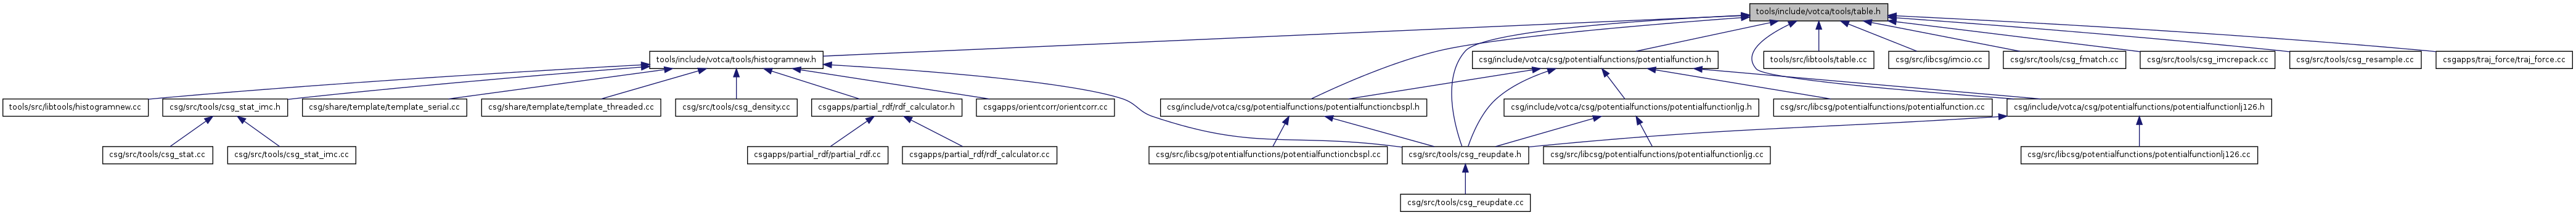 tools/include/votca/tools/table.h
tools/include/votca/tools/histogramnew.h
csg/include/votca/csg/potentialfunctions/potentialfunction.h
tools/src/libtools/table.cc
csg/src/libcsg/imcio.cc
csg/src/tools/csg_fmatch.cc
csg/src/tools/csg_imcrepack.cc
csg/src/tools/csg_resample.cc
csgapps/traj_force/traj_force.cc
tools/src/libtools/histogramnew.cc
csg/src/tools/csg_stat_imc.h
csg/share/template/template_serial.cc
csg/share/template/template_threaded.cc
csg/src/tools/csg_density.cc
csgapps/partial_rdf/rdf_calculator.h
csgapps/orientcorr/orientcorr.cc
csg/include/votca/csg/potentialfunctions/potentialfunctioncbspl.h
csg/include/votca/csg/potentialfunctions/potentialfunctionljg.h
csg/src/libcsg/potentialfunctions/potentialfunction.cc
csg/include/votca/csg/potentialfunctions/potentialfunctionlj126.h
csg/src/tools/csg_stat.cc
csg/src/tools/csg_stat_imc.cc
csgapps/partial_rdf/partial_rdf.cc
csgapps/partial_rdf/rdf_calculator.cc
csg/src/libcsg/potentialfunctions/potentialfunctioncbspl.cc
csg/src/tools/csg_reupdate.h
csg/src/libcsg/potentialfunctions/potentialfunctionljg.cc
csg/src/libcsg/potentialfunctions/potentialfunctionlj126.cc
csg/src/tools/csg_reupdate.cc